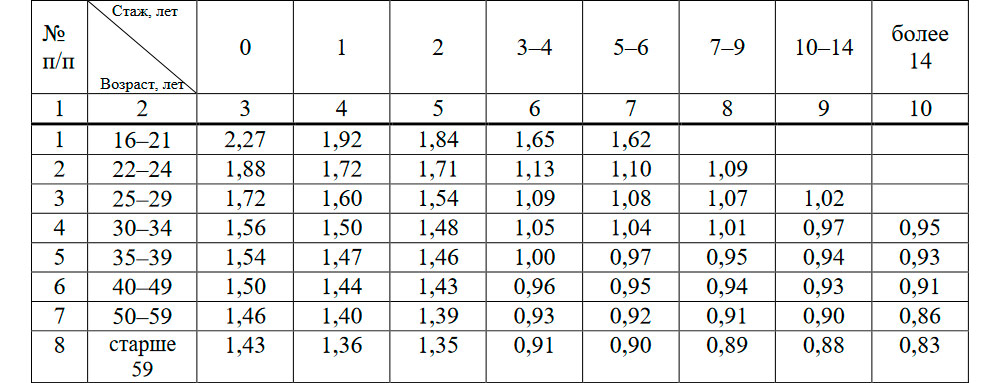 № п/п Стаж, лет Возраст, лет 0 1 2 3–4 5–6 7–9 10–14 более 14
1 2 3 4 5 6 7 8 9 10
1 16–21 2,27 1,92 1,84 1,65 1,62
2 22–24 1,88 1,72 1,71 1,13 1,10 1,09
3 25–29 1,72 1,60 1,54 1,09 1,08 1,07 1,02
4 30–34 1,56 1,50 1,48 1,05 1,04 1,01 0,97 0,95
5 35–39 1,54 1,47 1,46 1,00 0,97 0,95 0,94 0,93
6 40–49 1,50 1,44 1,43 0,96 0,95 0,94 0,93 0,91
7 50–59 1,46 1,40 1,39 0,93 0,92 0,91 0,90 0,86
8 старше 59 1,43 1,36 1,35 0,91 0,90 0,89 0,88 0,83